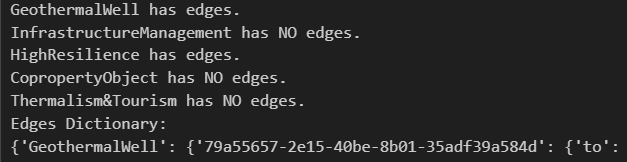 GeothermalWell has edges.
InfrastructureManagement has NO edges.
HighResilience has edges.
CopropertyObject has NO edges.
Thermalism&Tourism has NO edges.
Edges Dictionary:
{'GeothermalWell': {'79a55657-2e15-40be-8b01-35adf39a584d': {'to':